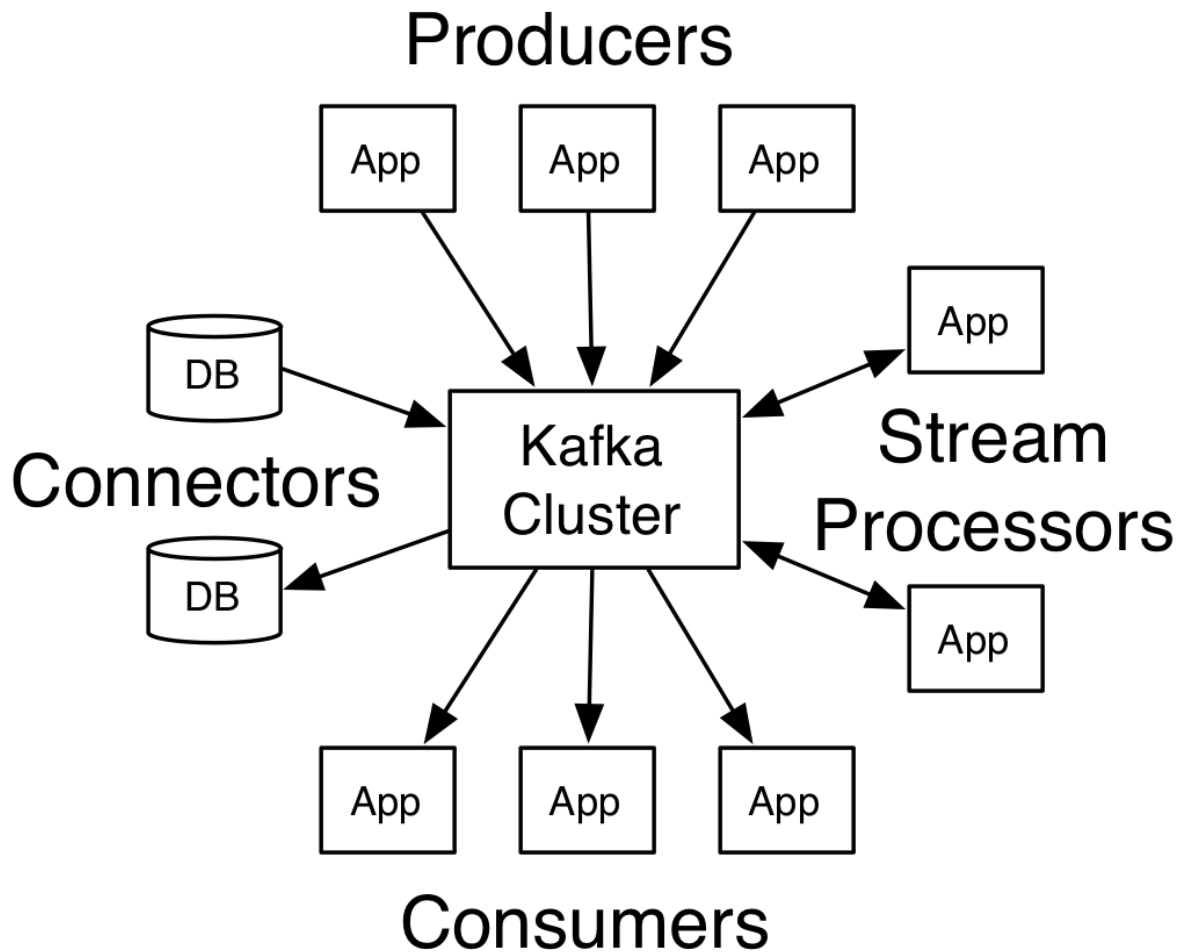 Producers
App
App
App
App
DB
Kafka
Cluster
Stream
Processors
Connectors
DB
App
App
App
App
Consumers